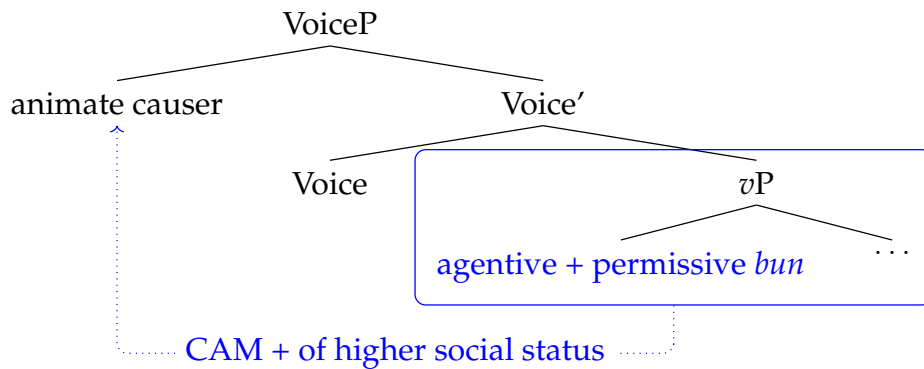 VoiceP
animate causer Voice’
Voice vP
agentive + permissive bun ...
CAM + of higher social status